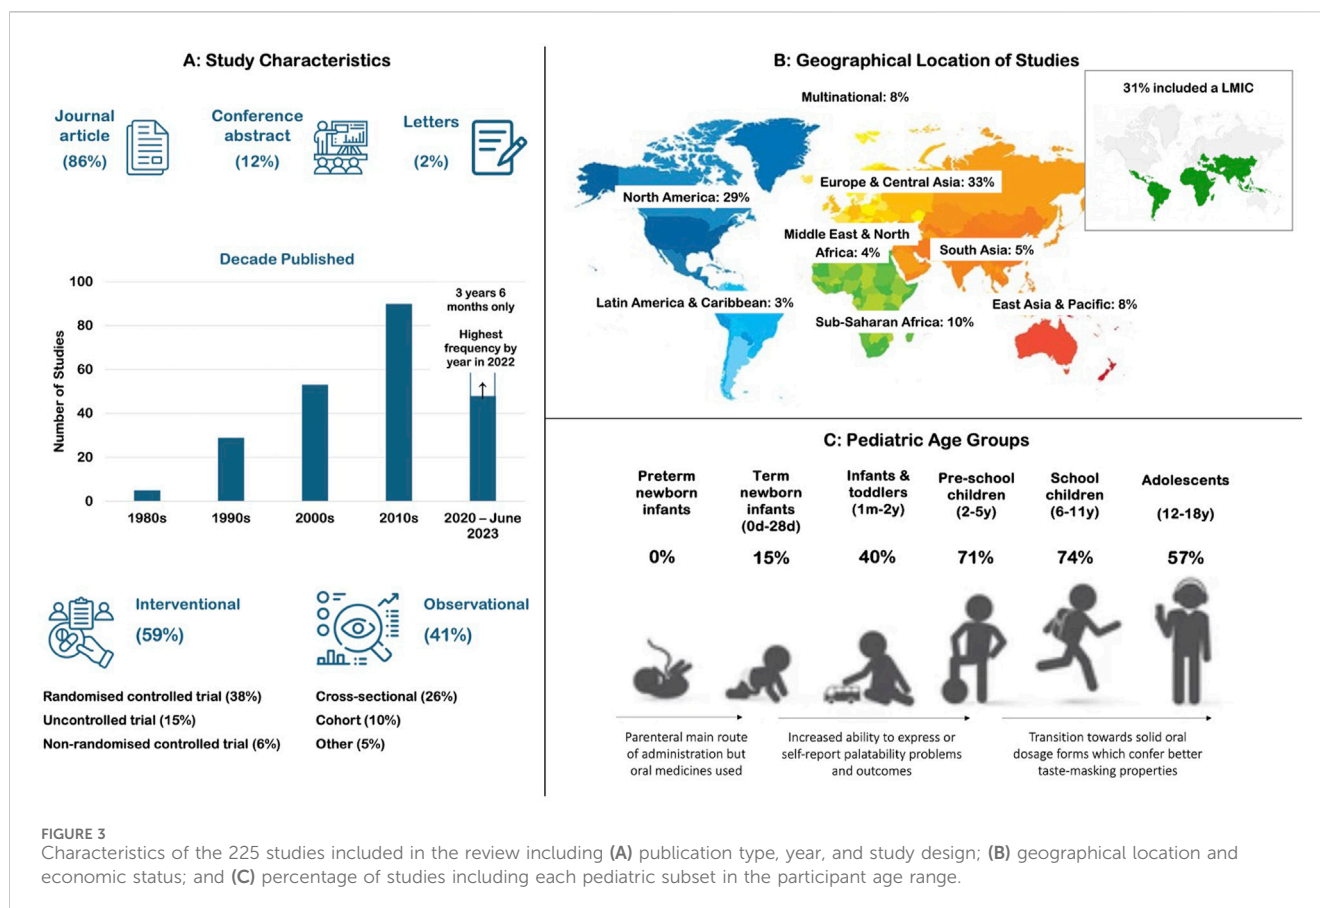 A: Study Characteristics
Journal
article
(86%)
Conference
abstract
(12%)
Letters
(2%)
Decade Published
Number of Studies
100
80
60
40
20
0
3 years 6
months only
Highest
frequency by
year in 2022
1980s
1990s
2000s
2010s
2020 – June
2023
Interventional
(59%)
Observational
(41%)
Randomised controlled trial (38%)
Uncontrolled trial (15%)
Non-randomised controlled trial (6%)
Cross-sectional (26%)
Cohort (10%)
Other (5%)
B: Geographical Location of Studies
Multinational: 8%
31% included a LMIC
Europe & Central Asia: 33%
North America: 29%
Middle East & North
Africa: 4%
South Asia: 5%
Latin America & Caribbean: 3%
East Asia & Pacific: 8%
Sub-Saharan Africa: 10%
C: Pediatric Age Groups
Preterm
newborn
infants
Term
newborn
infants
(0d-28d)
Infants &
toddlers
(1m-2y)
Pre-school
children
(2-5y)
School
children
(6-11y)
Adolescents
(12-18y)
0%
15%
40%
71%
74%
57%
Parenteral main route
of administration but
oral medicines used
Increased ability to express or
self-report palatability problems
and outcomes
Transition towards solid oral
dosage forms which confer better
taste-masking properties
FIGURE 3
Characteristics of the 225 studies included in the review including (A) publication type, year, and study design; (B) geographical location and
economic status; and (C) percentage of studies including each pediatric subset in the participant age range.